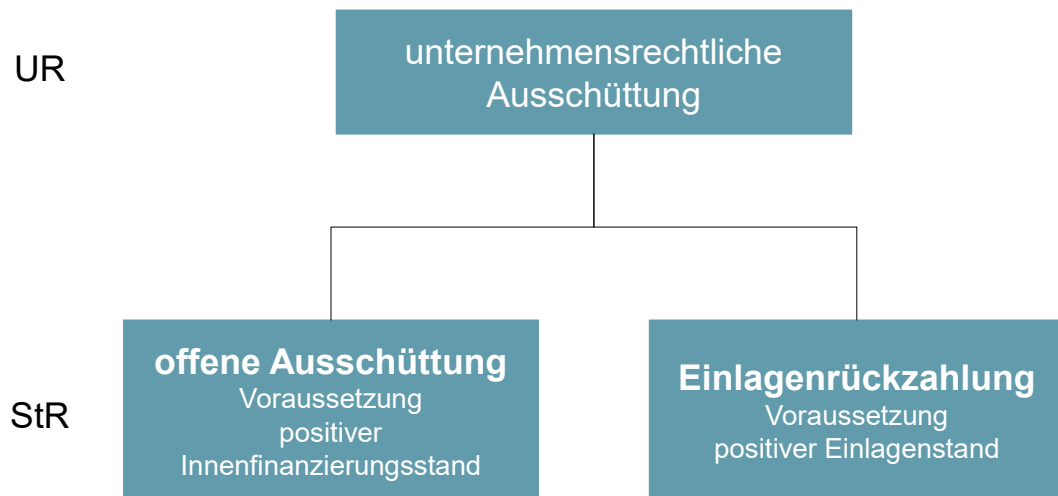 UR
unternehmensrechtliche
Ausschüttung
StR
offene Ausschüttung
Voraussetzung
positiver
Innenfinanzierungsstand
Einlagenrückzahlung
Voraussetzung
positiver Einlagenstand